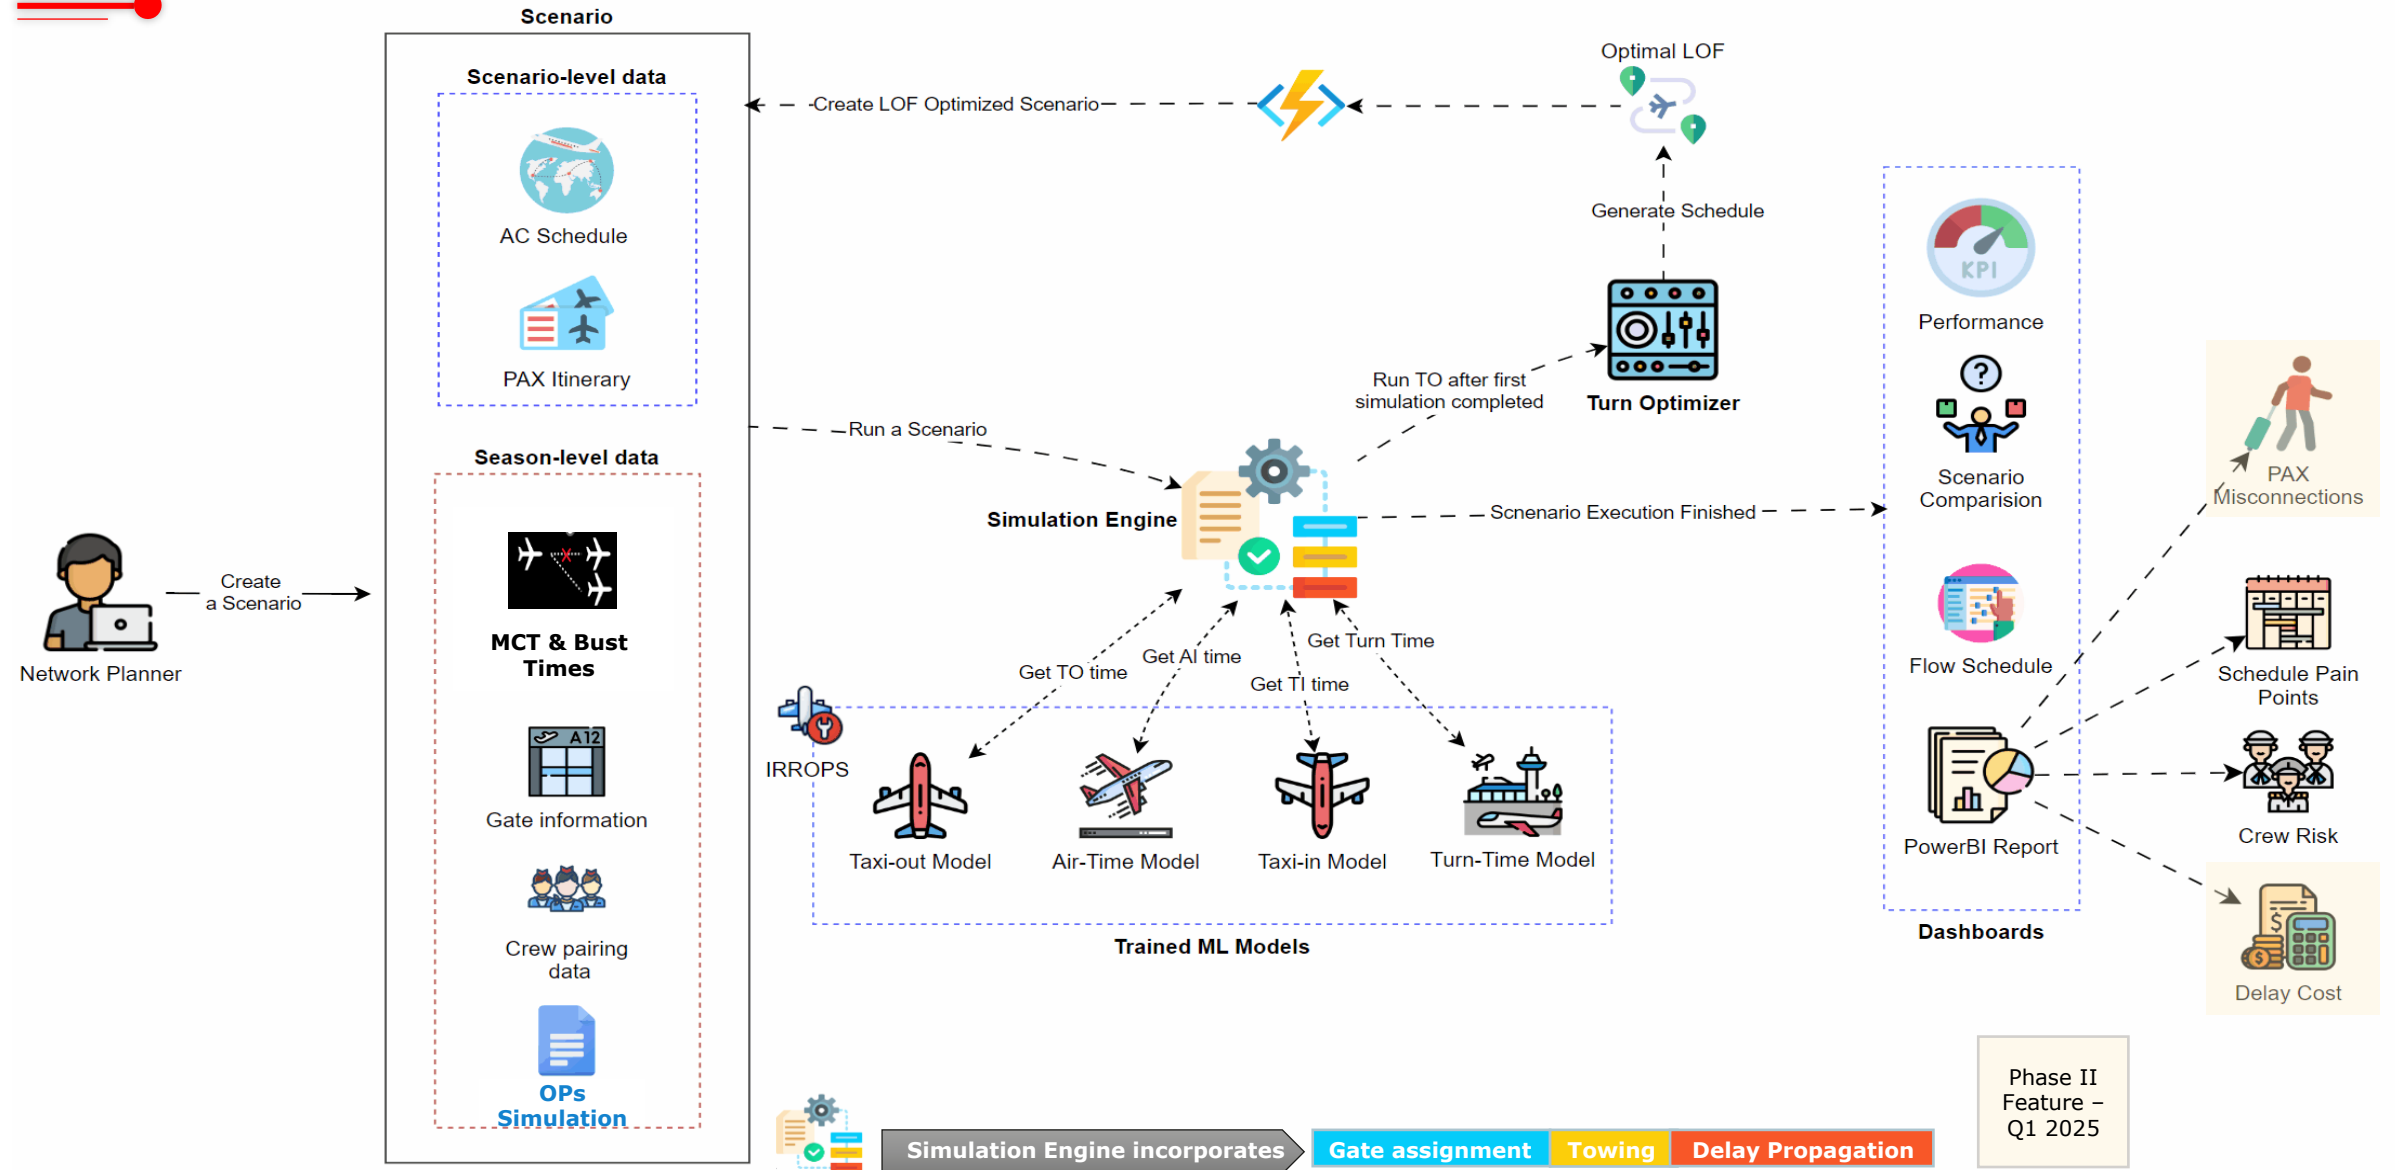 Scenario
Scenario-level data
AC Schedule
PAX Itinerary
Season-level data
MCT & Bust
Times
Gate information
A12
Crew pairing
data
OPs
Simulation
Network Planner
Create
a Scenario
Create LOF Optimized Scenario
Optimal LOF
Generate Schedule
Turn Optimizer
Run TO after first
simulation completed
Run a Scenario
Simulation Engine
Scnenario Execution Finished
Get TO time
Get AI time
Get TI time
Get Turn Time
IRROPS
Taxi-out Model
Air-Time Model
Taxi-in Model
Turn-Time Model
Trained ML Models
KPI
Performance
?
Scenario
Comparision
Flow Schedule
PowerBI Report
Dashboards
PAX
Misconnections
Schedule Pain
Points
Crew Risk
$
$
Delay Cost
Phase II
Feature –
Q1 2025
Simulation Engine incorporates
Gate assignment
Towing
Delay Propagation